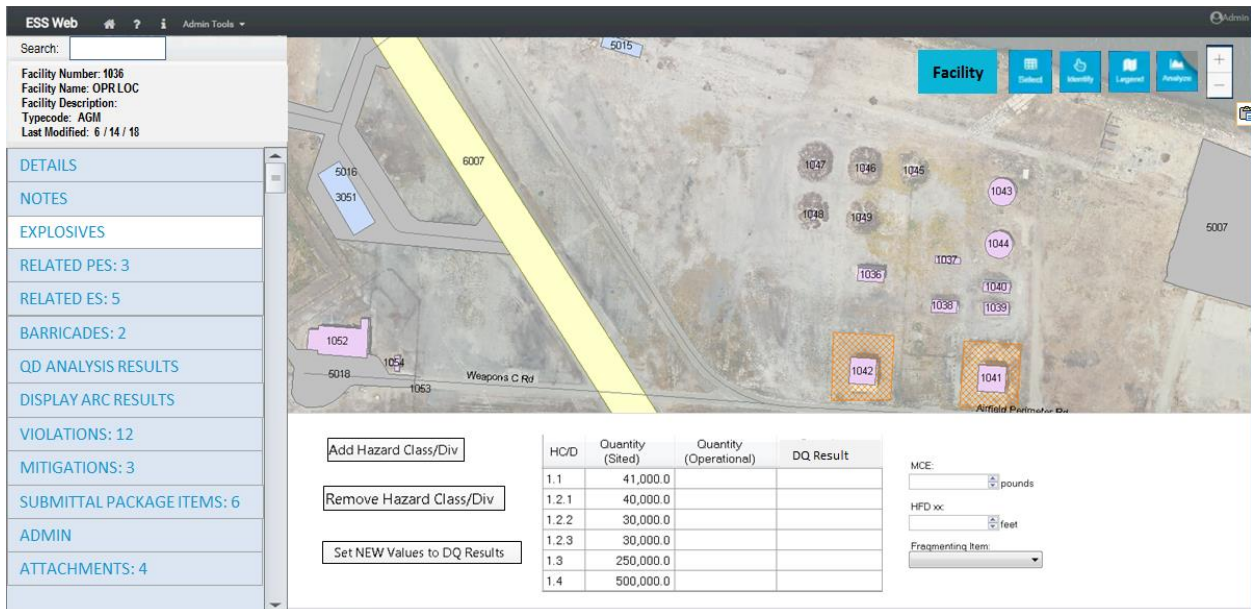 ESS Web ? i Admin Tools
Admin
Search:
Facility Number: 1036
Facility Name: OPR LOC
Facility Description:
Typecode: AGM
Last Modified: 6 / 14 / 18
DETAILS
NOTES
EXPLOSIVES
RELATED PES: 3
RELATED ES: 5
BARRICADES: 2
QD ANALYSIS RESULTS
DISPLAY ARC RESULTS
VIOLATIONS: 12
MITIGATIONS: 3
SUBMITTAL PACKAGE ITEMS: 6
ADMIN
ATTACHMENTS: 4
5015
Facility
Select
Identify
Legend
Analyze
+
−
6007
5016
3051
1047
1046
1045
1043
1048
1049
5007
1044
1037
1036
1040
1038
1039
1052
1054
1042
1041
5018
1053
Weapons C Rd
Airfield Perimeter Rd
Add Hazard Class/Div
Remove Hazard Class/Div
Set NEW Values to DQ Results
HC/D Quantity (Sited) Quantity (Operational) DQ Result
1.1 41,000.0
1.2.1 40,000.0
1.2.2 30,000.0
1.2.3 30,000.0
1.3 250,000.0
1.4 500,000.0
MCE:
pounds
HFD xx:
feet
Fragmenting Item: